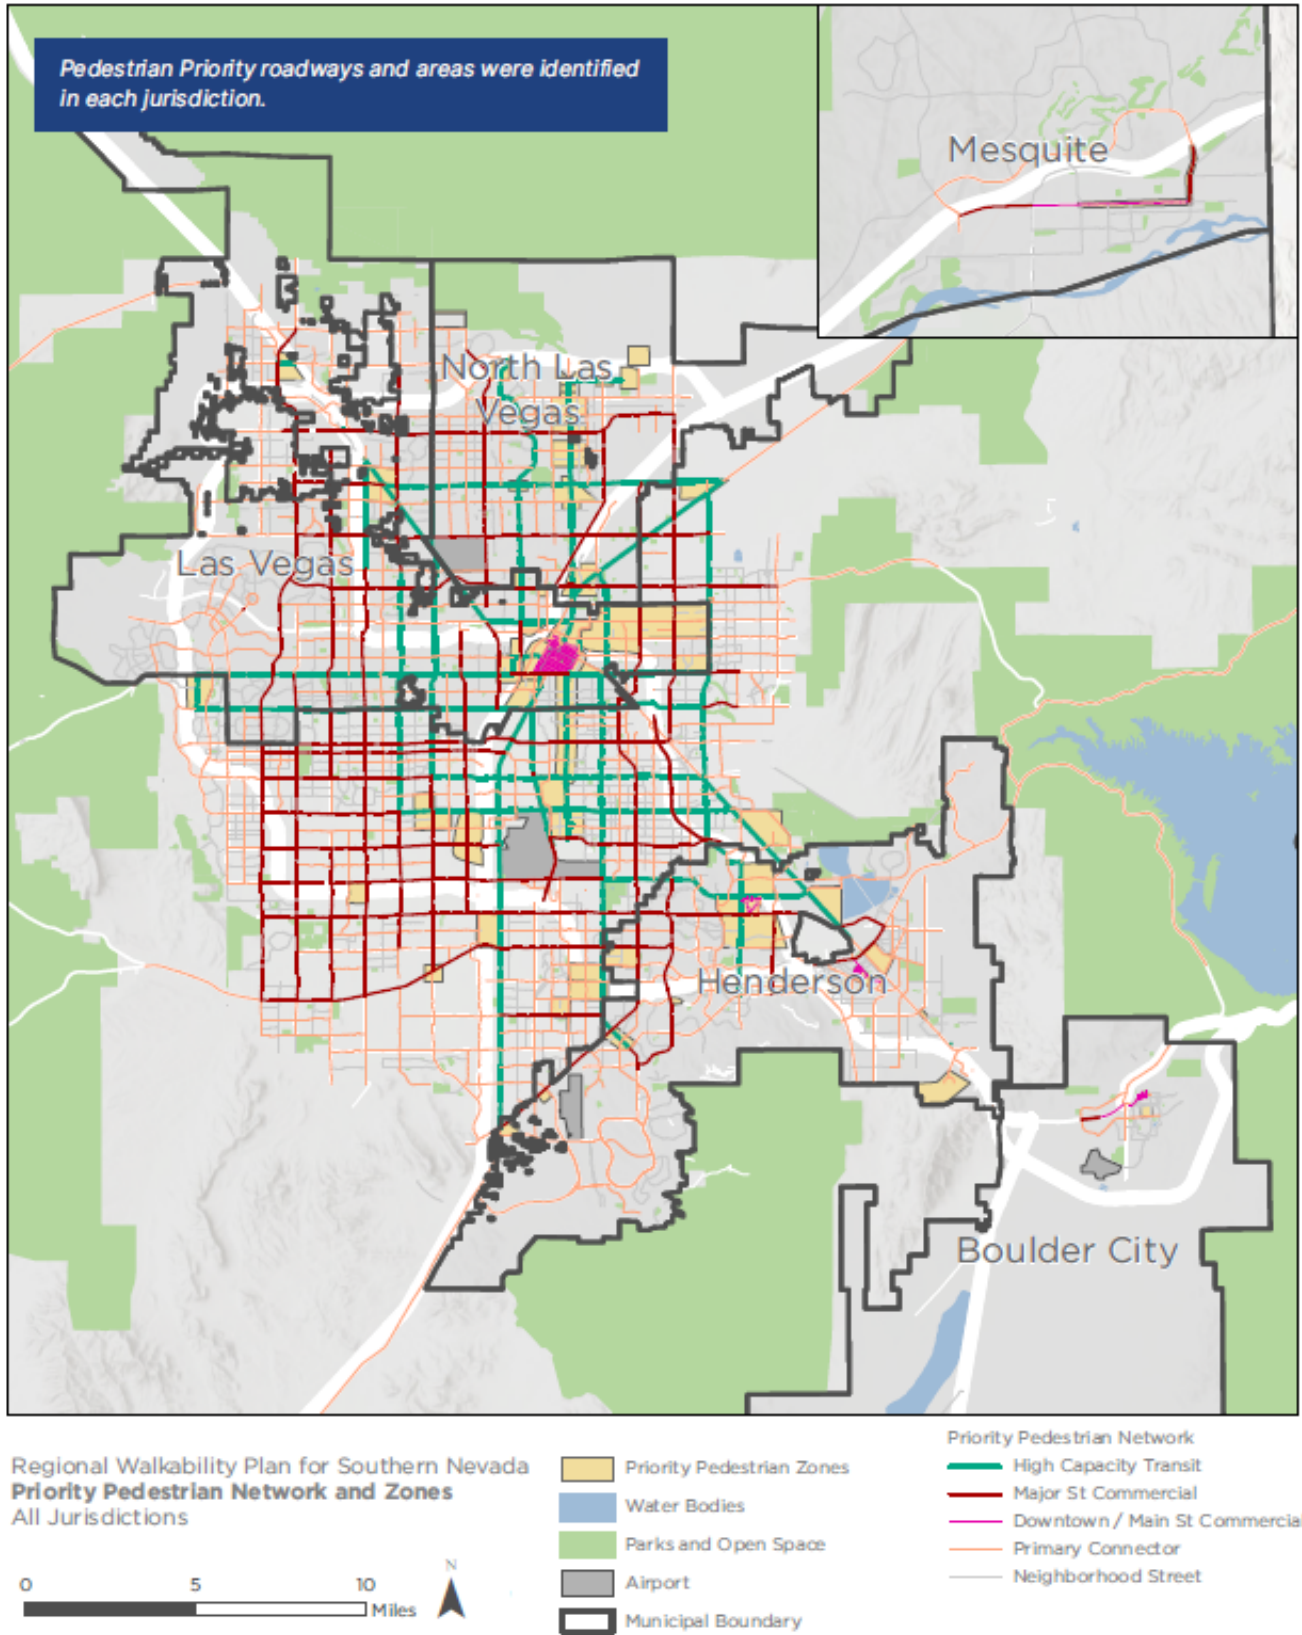 Pedestrian Priority roadways and areas were identified
in each jurisdiction.
Mesquite
North Las
Vegas
Las Vegas
Henderson
Boulder City
Regional Walkability Plan for Southern Nevada
Priority Pedestrian Network and Zones
All Jurisdictions
0 5 10
Miles
N
Priority Pedestrian Zones
Water Bodies
Parks and Open Space
Airport
Municipal Boundary
Priority Pedestrian Network
High Capacity Transit
Major St Commercial
Downtown / Main St Commercial
Primary Connector
Neighborhood Street